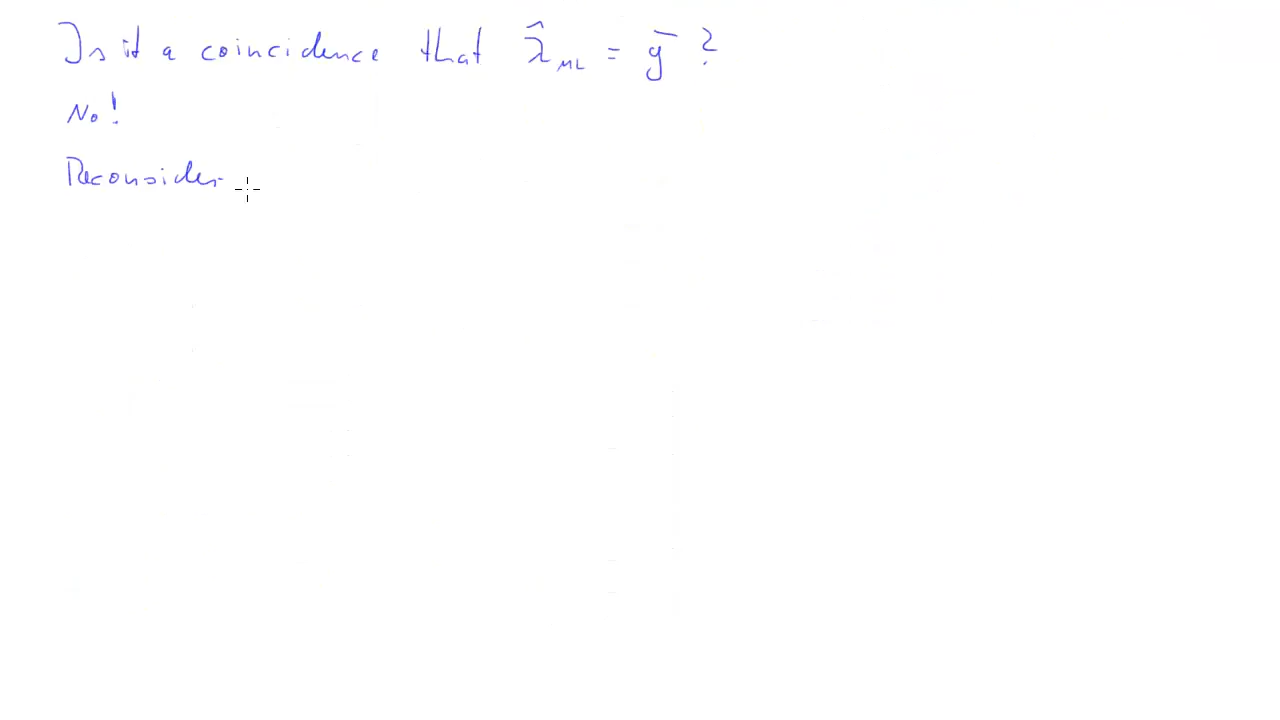 Is it a coincidence that λ̂_ML = ȳ ?
No!
Reconsider